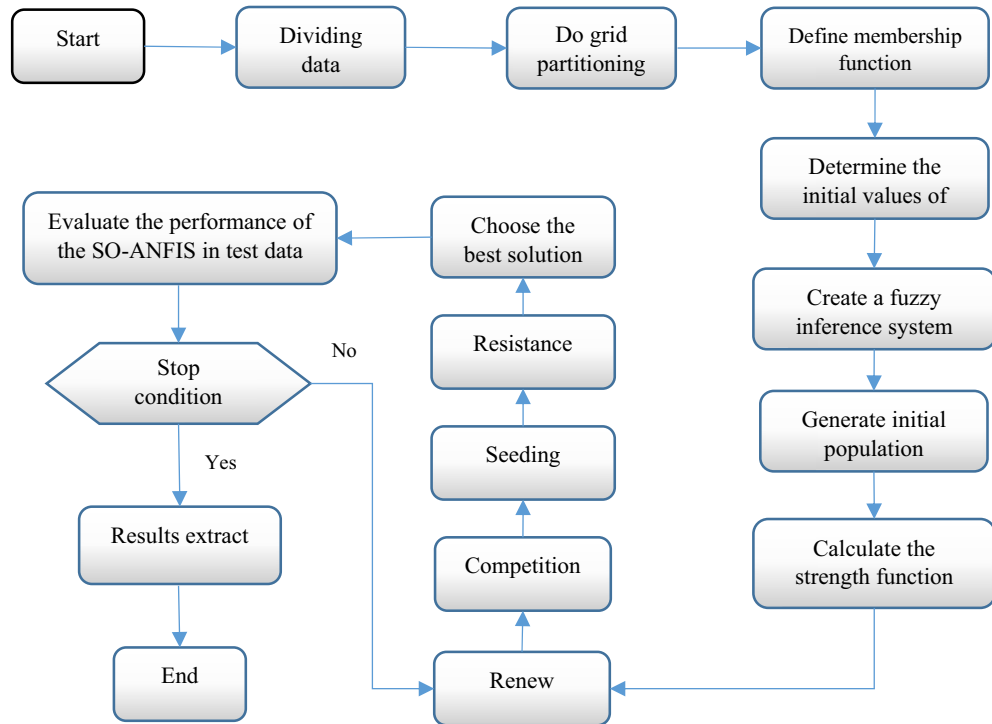 Start
Dividing
data
Do grid
partitioning
Define membership
function
Determine the
initial values of
Create a fuzzy
inference system
Generate initial
population
Calculate the
strength function
Renew
Competition
Seeding
Resistance
Choose the
best solution
Evaluate the performance of
the SO-ANFIS in test data
Stop
condition
No
Yes
Results extract
End